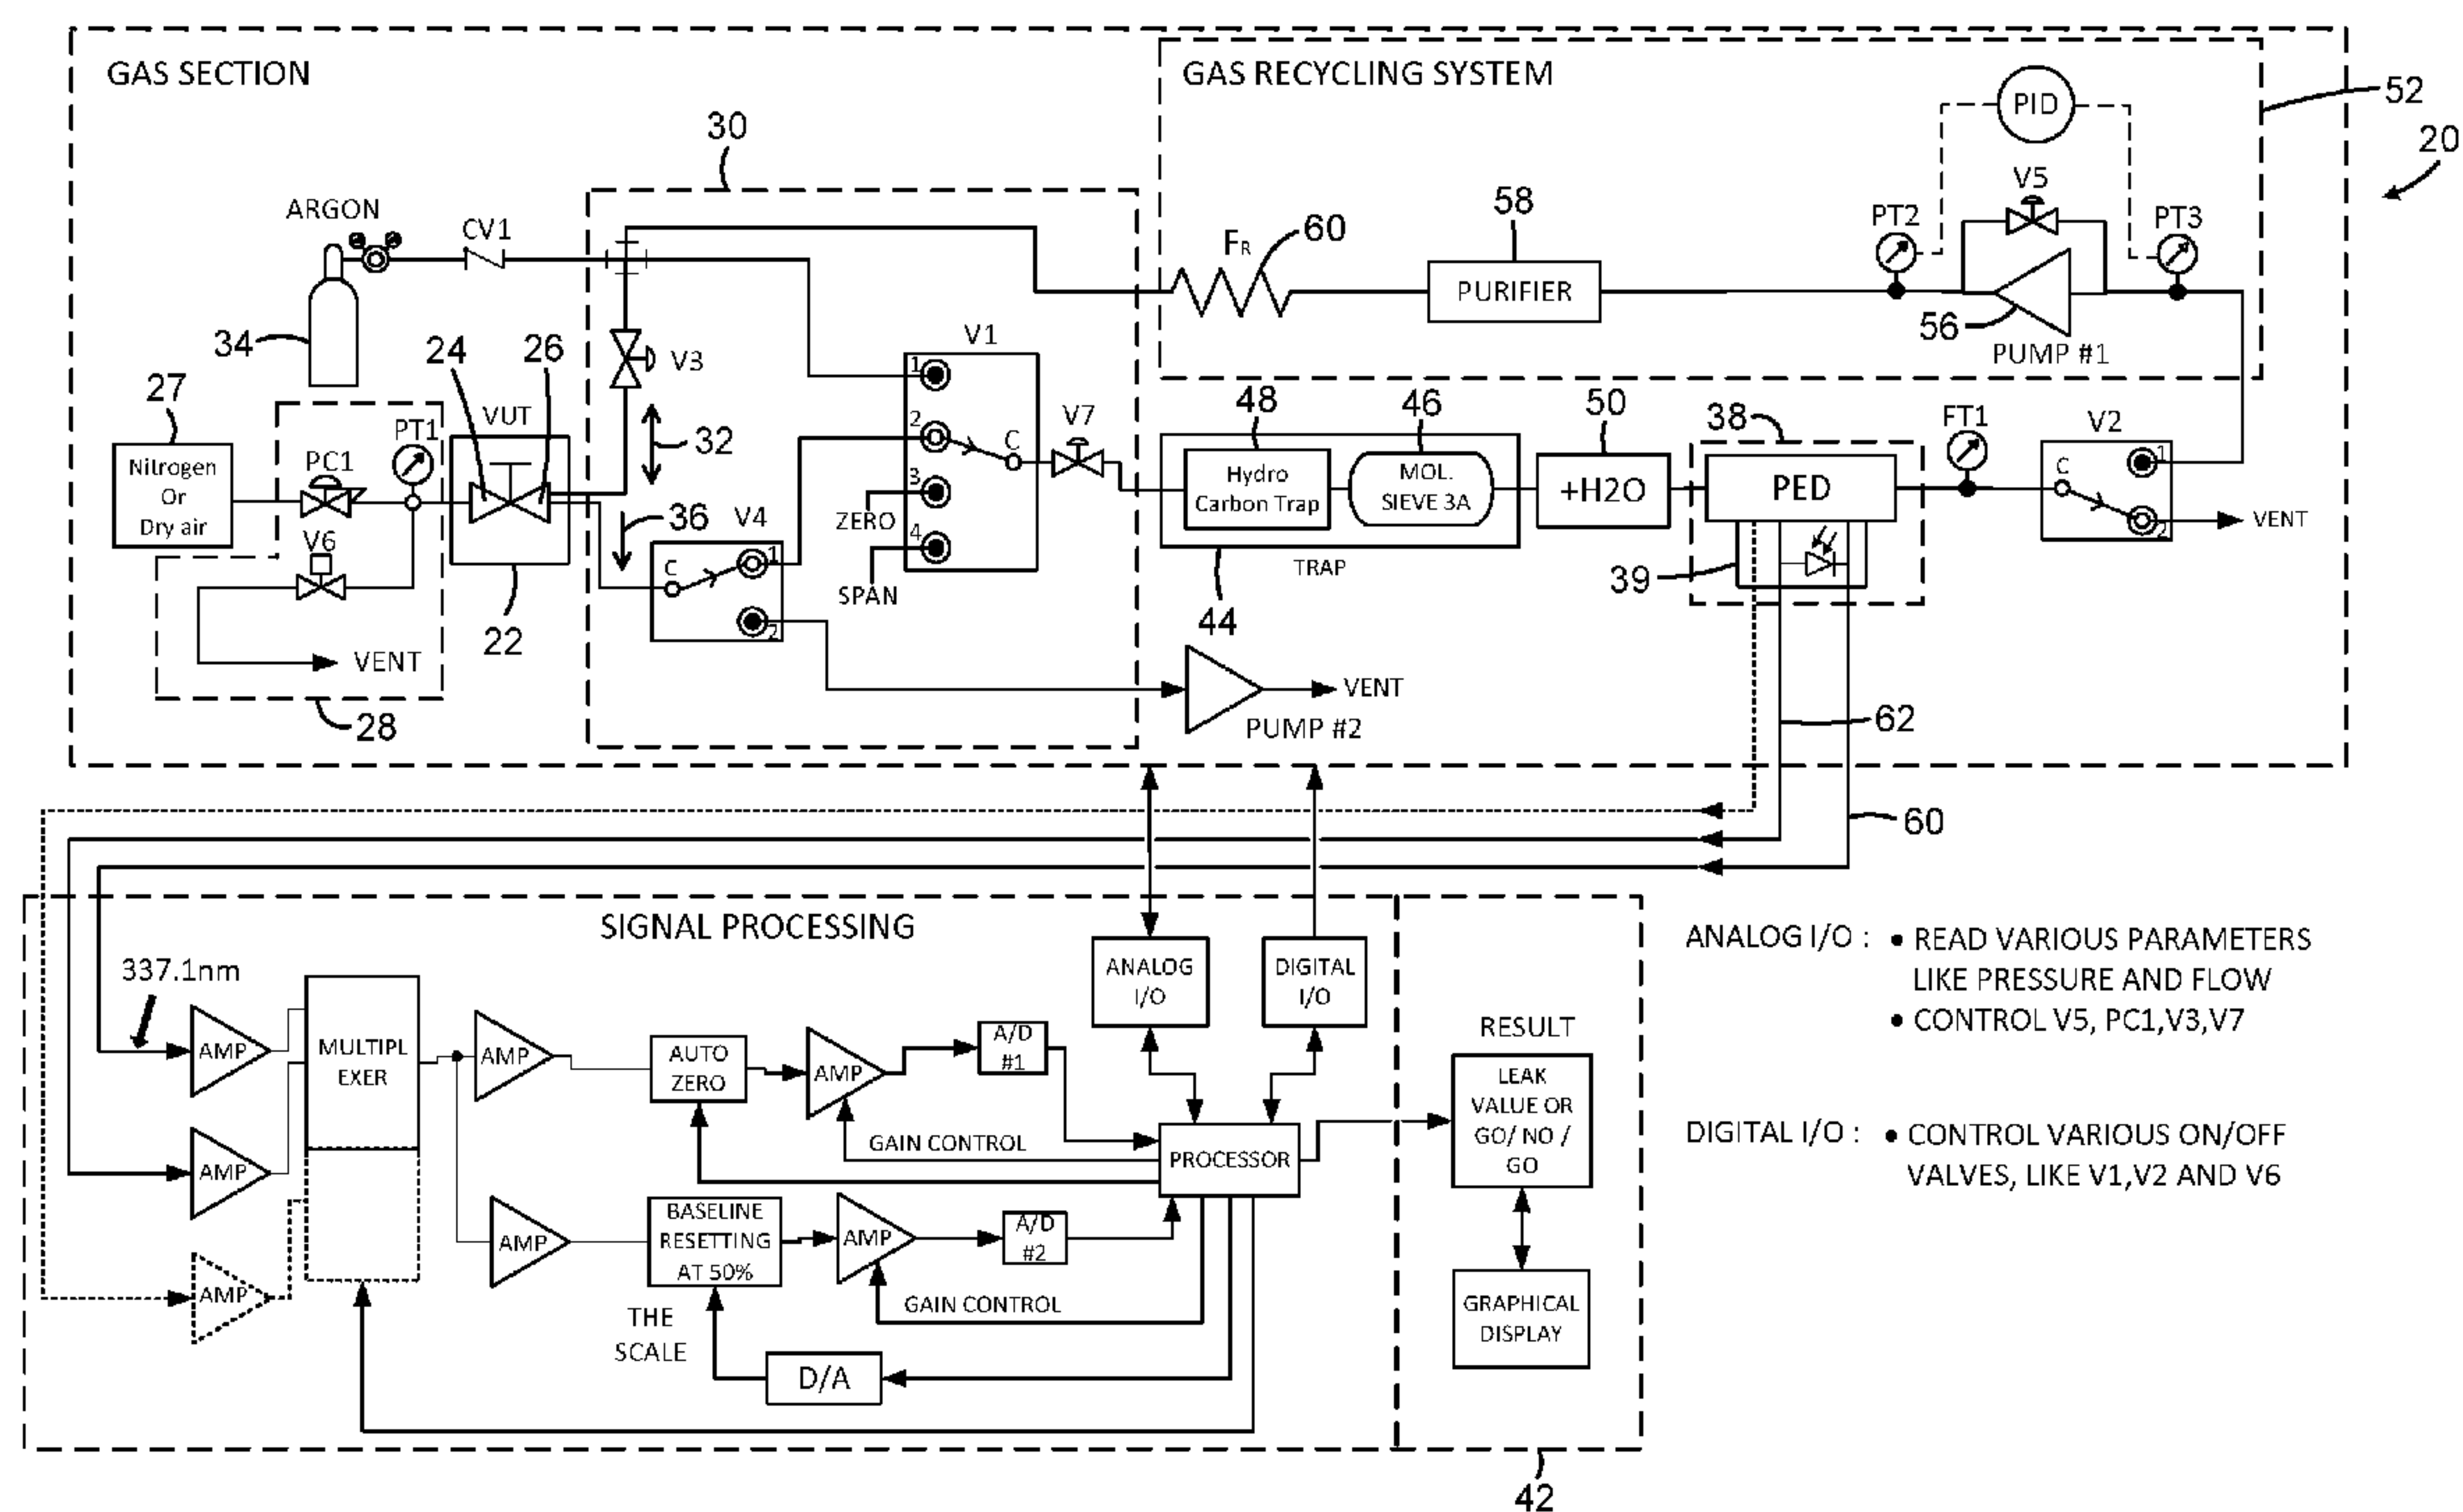 GAS SECTION
GAS RECYCLING SYSTEM
PID
52
20
30
V5
ARGON
CV1
58
PT2
PT3
FR
60
PURIFIER
34
24
26
V3
V1
56
PUMP #1
27
VUT
1
48
46
50
38
FT1
V2
PT1
2
C
V7
32
PC1
Nitrogen
Or
Dry air
Hydro
Carbon Trap
MOL.
SIEVE 3A
+H2O
PED
C
1
2
VENT
3
ZERO
36
V4
V6
4
C
1
2
SPAN
TRAP
39
22
44
VENT
VENT
28
PUMP #2
62
60
SIGNAL PROCESSING
337.1nm
AMP
MULTIPL
EXER
AMP
AUTO
ZERO
AMP
A/D
#1
ANALOG
I/O
DIGITAL
I/O
GAIN CONTROL
PROCESSOR
AMP
AMP
BASELINE
RESETTING
AT 50%
THE
SCALE
AMP
A/D
#2
GAIN CONTROL
AMP
D/A
RESULT
LEAK
VALUE OR
GO/ NO /
GO
GRAPHICAL
DISPLAY
42
ANALOG I/O : • READ VARIOUS PARAMETERS
LIKE PRESSURE AND FLOW
• CONTROL V5, PC1,V3,V7
DIGITAL I/O : • CONTROL VARIOUS ON/OFF
VALVES, LIKE V1,V2 AND V6